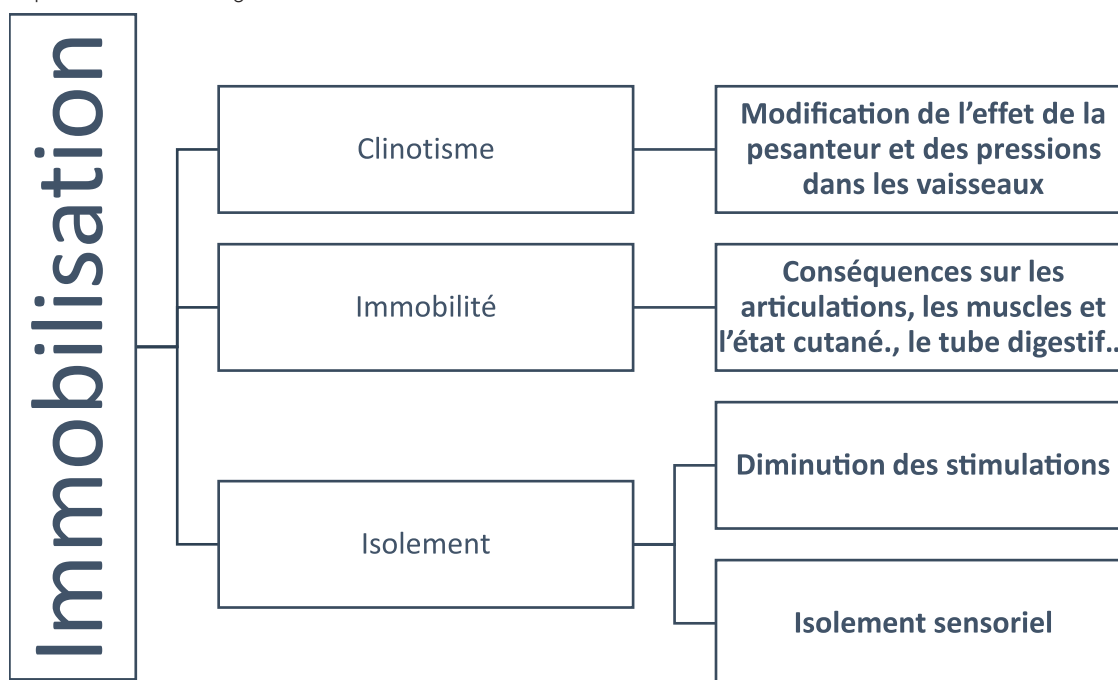 Immobilisation
Clinotisme
Modification de l’effet de la
pesanteur et des pressions
dans les vaisseaux
Immobilité
Conséquences sur les
articulations, les muscles et
l’état cutané., le tube digestif..
Isolement
Diminution des stimulations
Isolement sensoriel